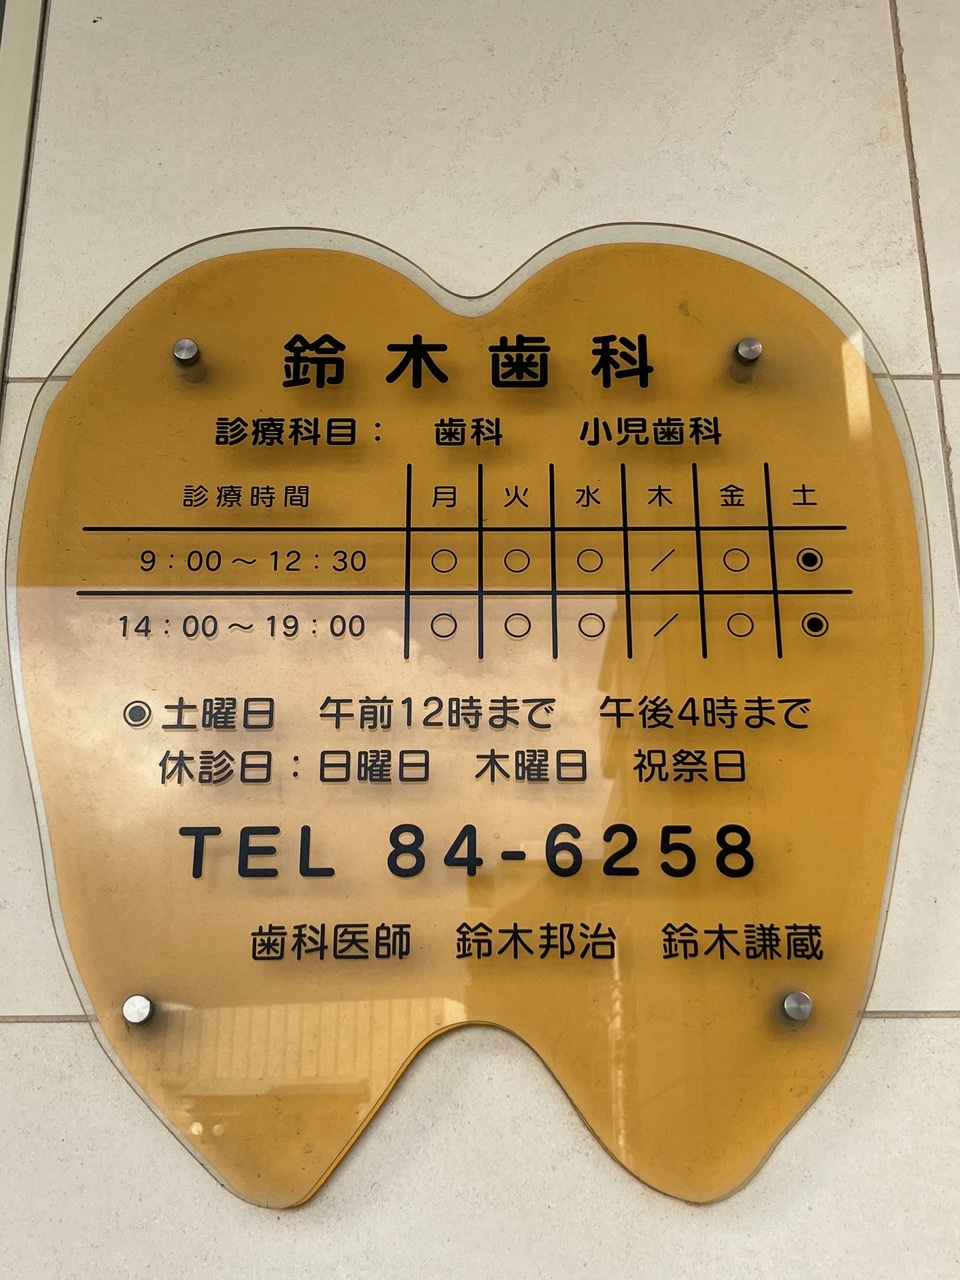 鈴木歯科
診療科目： 歯科 小児歯科
診療時間 月 火 水 木 金 土
9：00～12：30 ○ ○ ○ ／ ○ ◉
14：00～19：00 ○ ○ ○ ／ ○ ◉
◉土曜日 午前12時まで 午後4時まで
休診日：日曜日 木曜日 祝祭日
TEL 84-6258
歯科医師 鈴木邦治 鈴木謙蔵